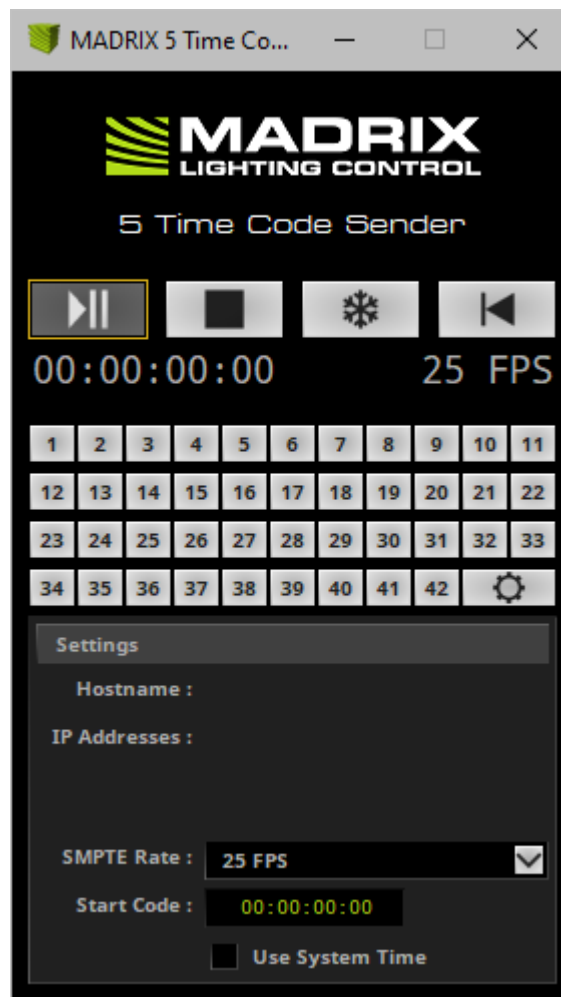 MADRIX 5 Time Co...
MADRIX
LIGHTING CONTROL
5 Time Code Sender
00:00:00:00 25 FPS
1 2 3 4 5 6 7 8 9 10 11
12 13 14 15 16 17 18 19 20 21 22
23 24 25 26 27 28 29 30 31 32 33
34 35 36 37 38 39 40 41 42
Settings
Hostname :
IP Addresses :
SMPTE Rate : 25 FPS
Start Code : 00:00:00:00
Use System Time